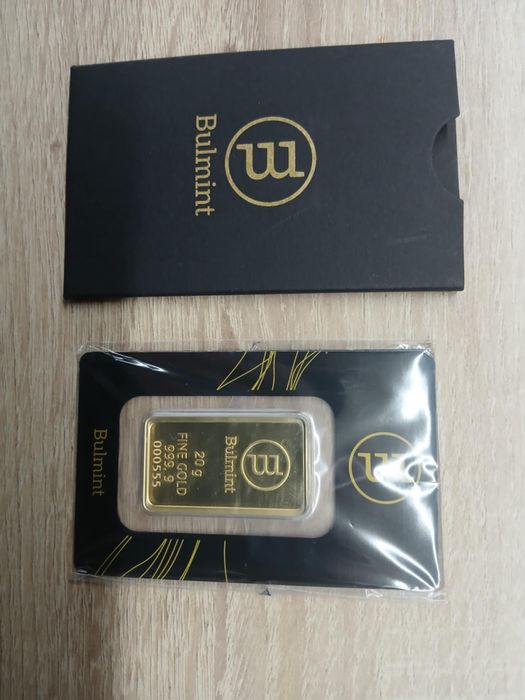 B
Bulmint
B
Bulmint
20 g
FINE GOLD
999,9
000555
Bulmint
B